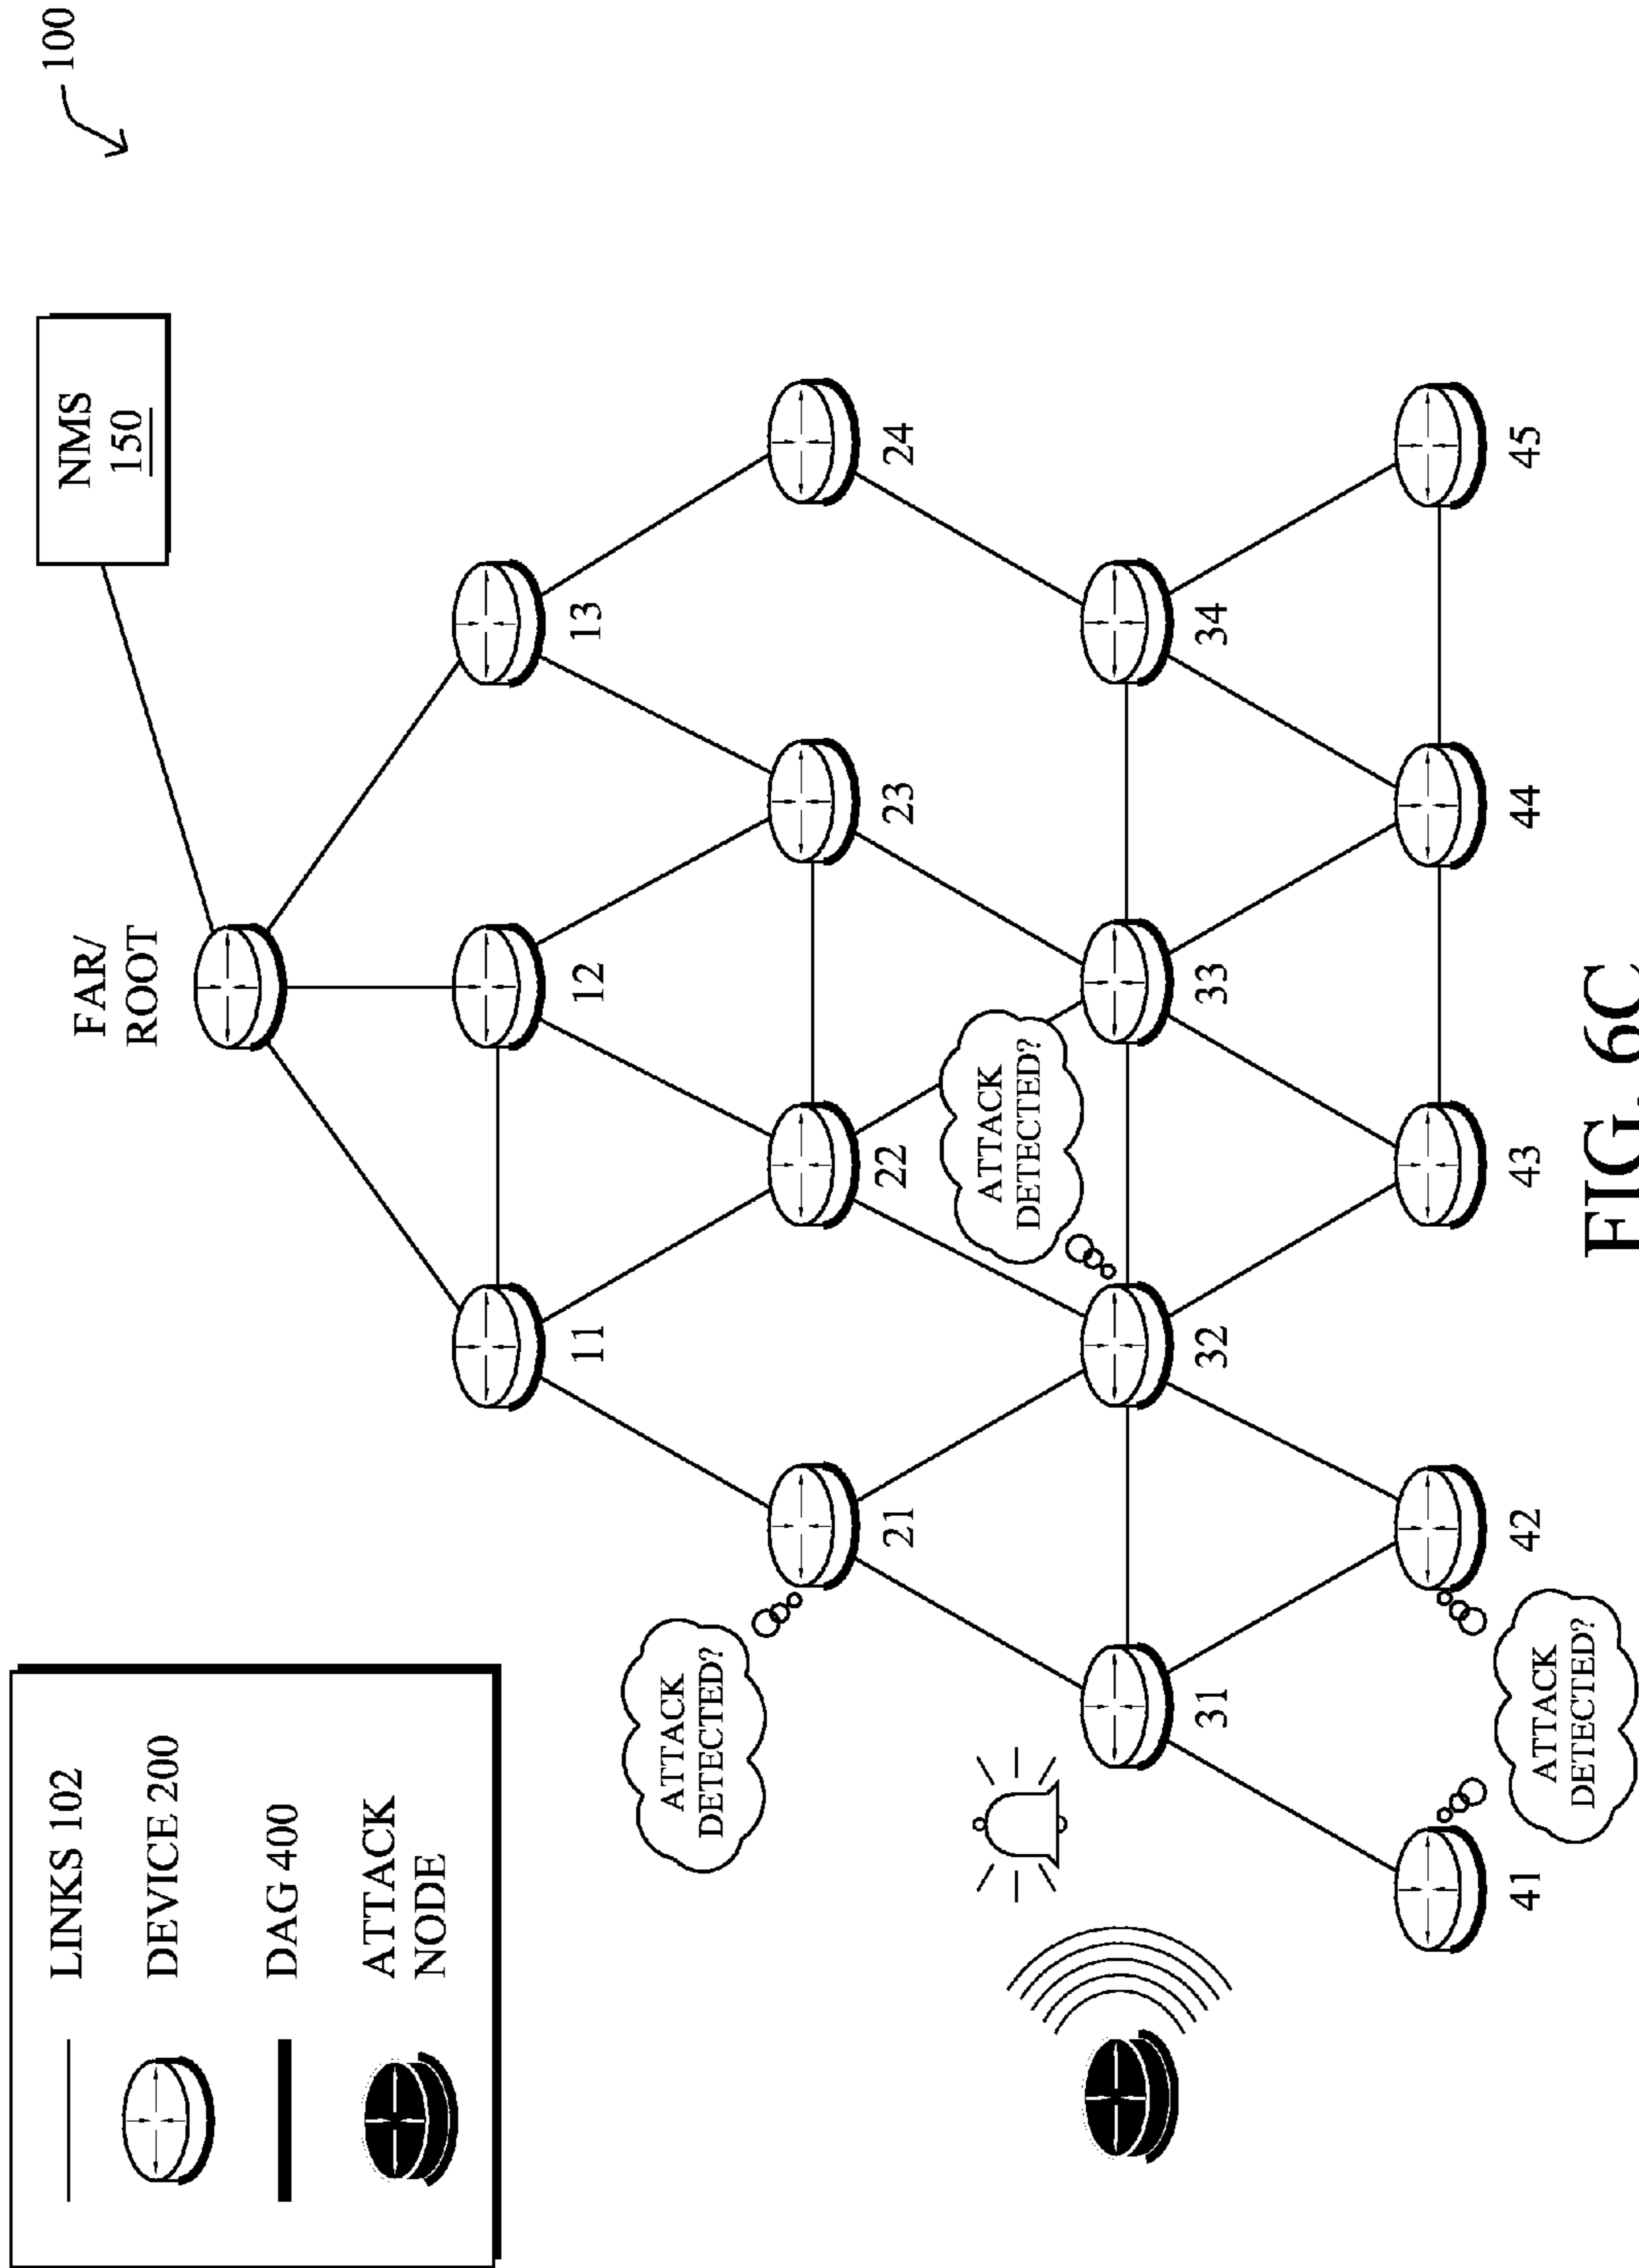 100
LINKS 102
DEVICE 200
DAG 400
ATTACK
NODE
NMS
150
FAR/
ROOT
11
12
13
ATTACK
DETECTED?
21
22
23
24
ATTACK
DETECTED?
31
32
33
34
41
42
43
44
45
ATTACK
DETECTED?
FIG. 6C